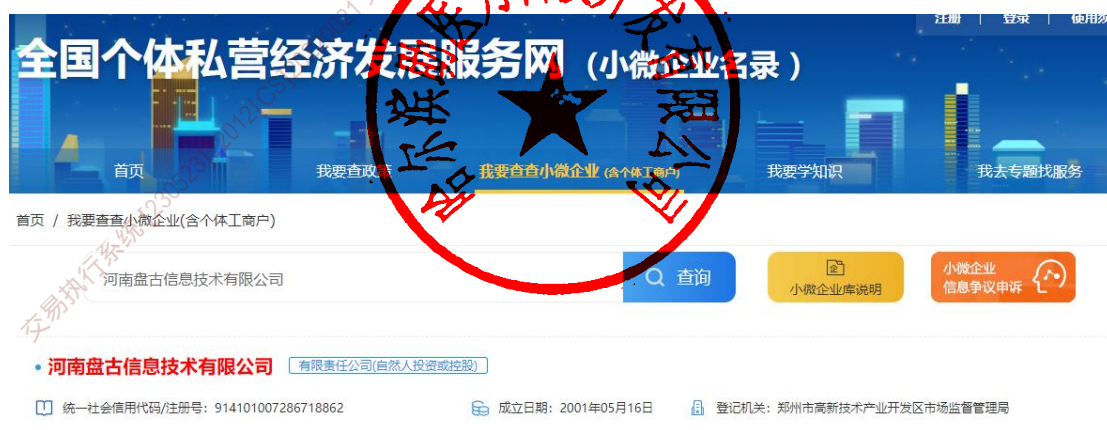 注册 | 登录 | 使用
全国个体私营经济发展服务网（小微企业名录）
首页 我要查政策 我要查查小微企业(含个体工商户) 我要学知识 我去专题找服务
首页 / 我要查查小微企业(含个体工商户)
河南盘古信息技术有限公司
查询
小微企业库说明
小微企业
信息争议申诉
河南盘古信息技术有限公司 有限责任公司(自然人投资或控股)
统一社会信用代码/注册号：914101007286718862 成立日期：2001年05月16日 登记机关：郑州市高新技术产业开发区市场监督管理局
交易执行系统